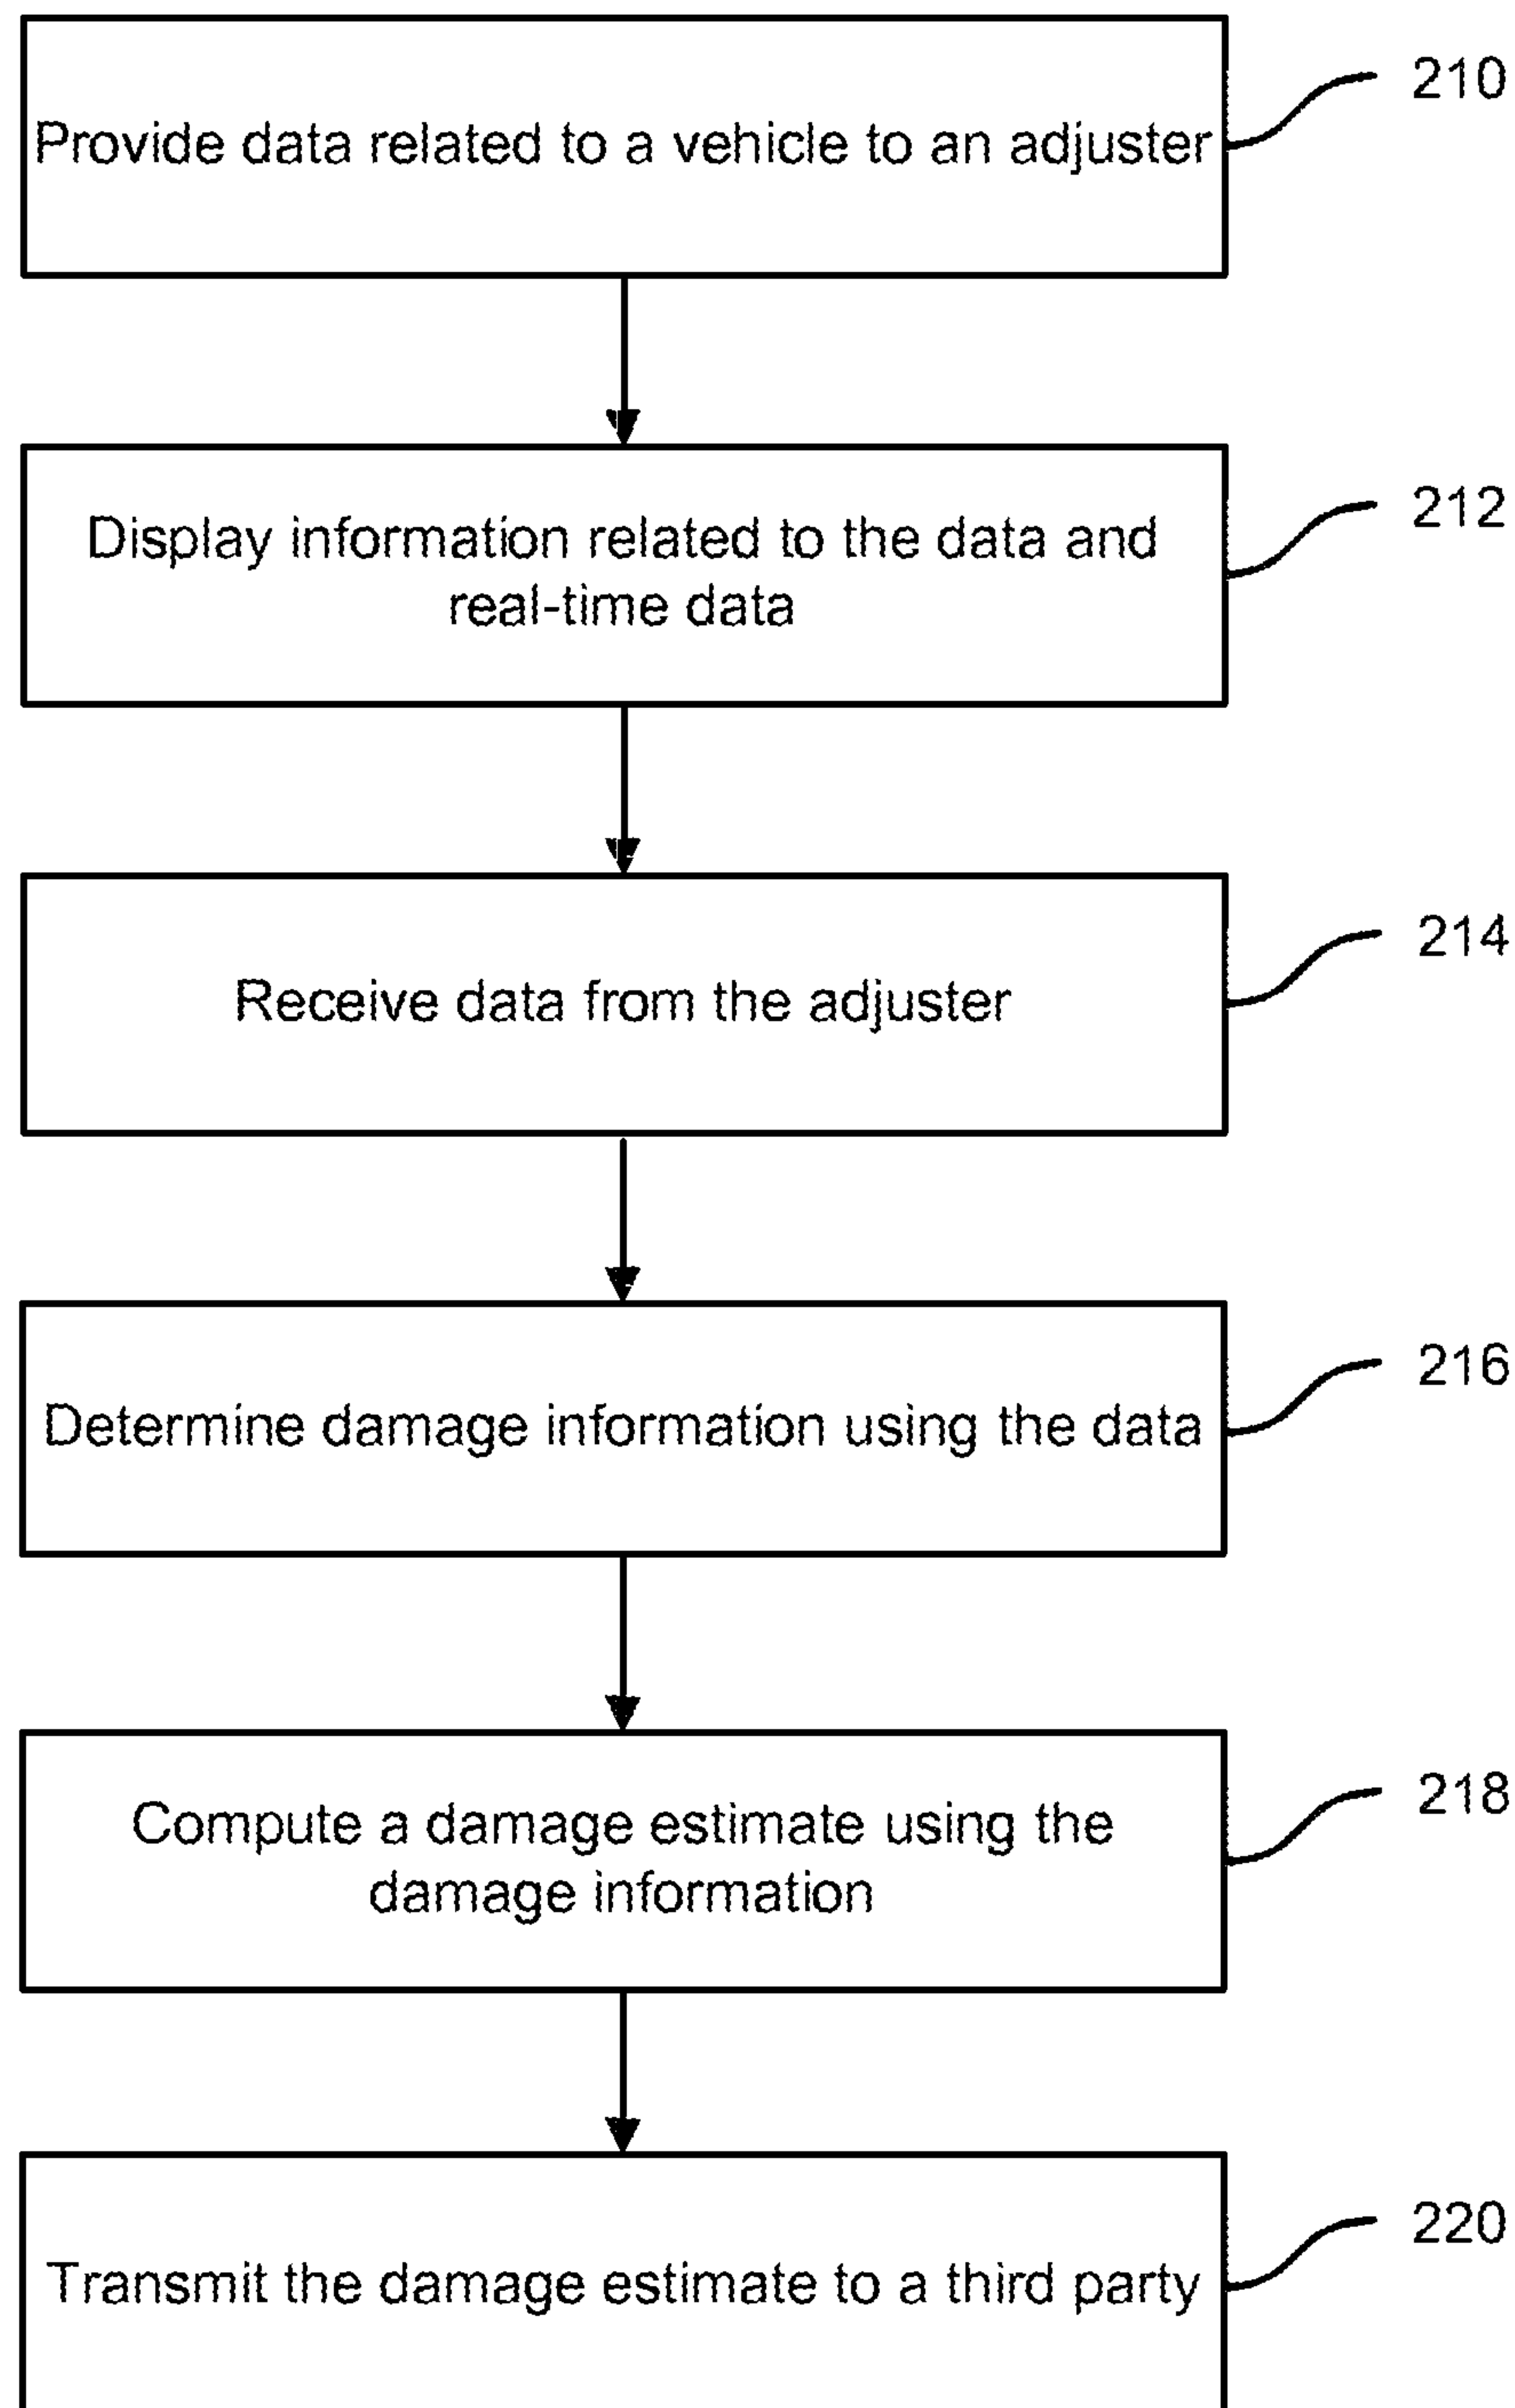 Provide data related to a vehicle to an adjuster
210
Display information related to the data and
real-time data
212
Receive data from the adjuster
214
Determine damage information using the data
216
Compute a damage estimate using the
damage information
218
Transmit the damage estimate to a third party
220